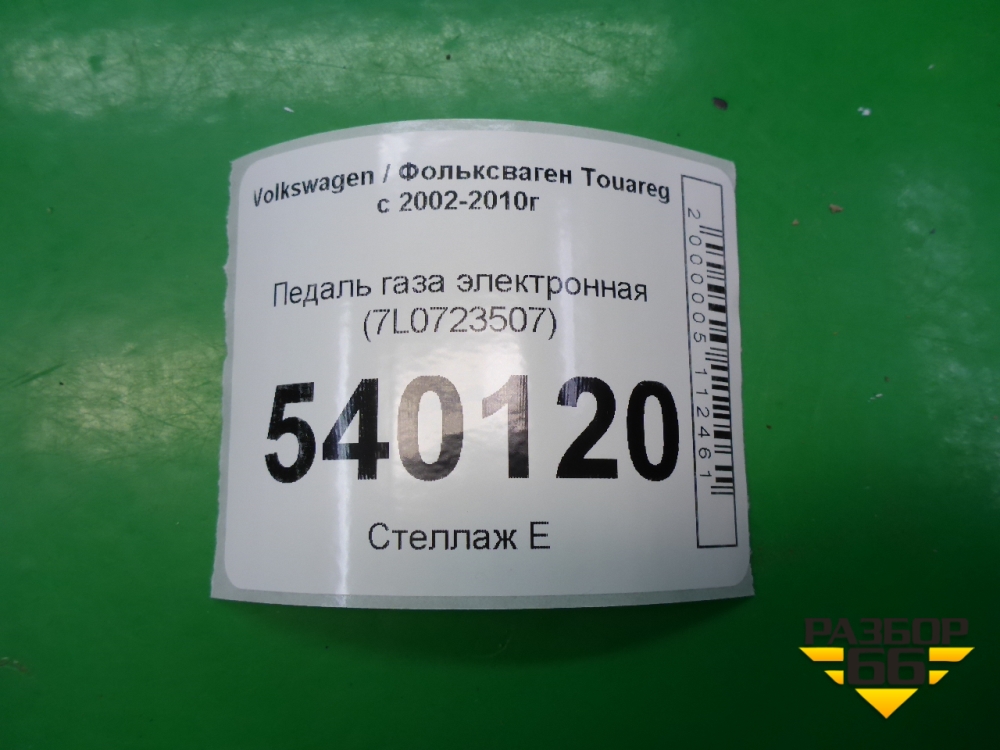 Volkswagen / Фольксваген Touareg
с 2002-2010г
Педаль газа электронная
(7L0723507)
540120
Стеллаж Е
2000005112461
РАЗБОР
66